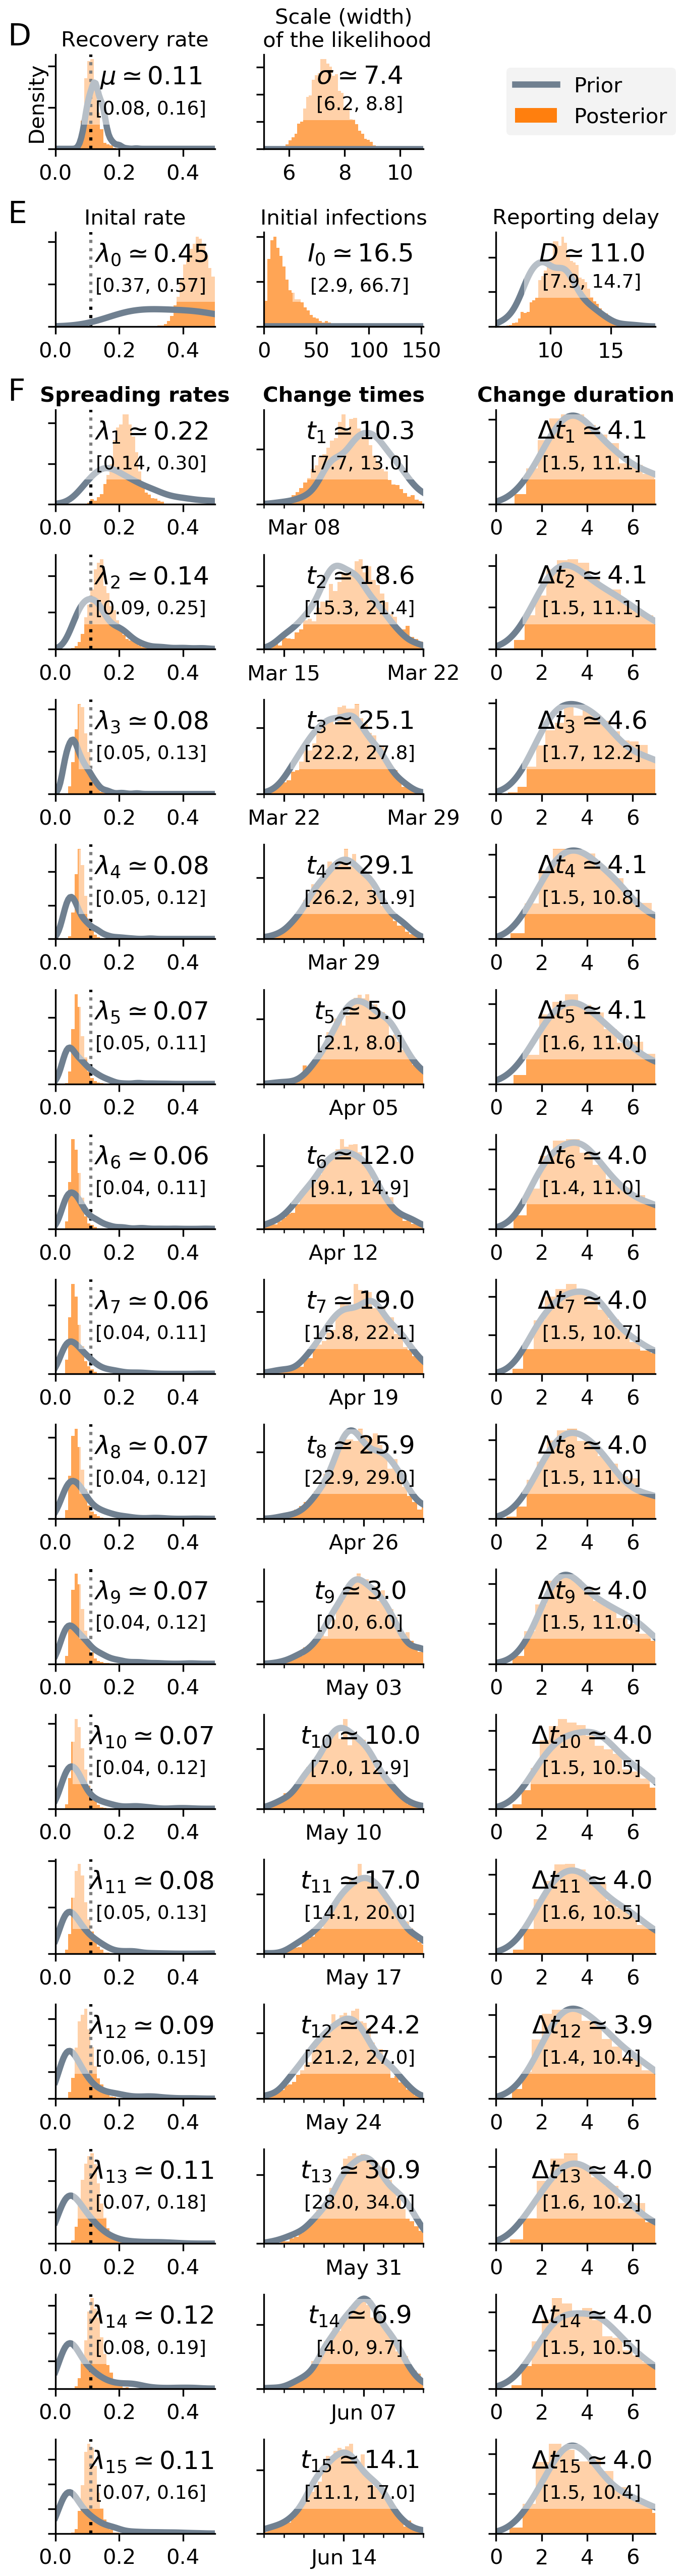 D
Recovery rate
Scale (width)
of the likelihood
Density
μ ≃ 0.11
[0.08, 0.16]
σ ≃ 7.4
[6.2, 8.8]
Prior
Posterior
0.0 0.2 0.4
6 8 10
E
Inital rate
Initial infections
Reporting delay
λ0 ≃ 0.45
[0.37, 0.57]
I0 ≃ 16.5
[2.9, 66.7]
D ≃ 11.0
[7.9, 14.7]
0.0 0.2 0.4
0 50 100 150
10 15
F
Spreading rates
Change times
Change duration
λ1 ≃ 0.22
[0.14, 0.30]
t1 ≃ 10.3
[7.7, 13.0]
Δt1 ≃ 4.1
[1.5, 11.1]
0.0 0.2 0.4
Mar 08
0 2 4 6
λ2 ≃ 0.14
[0.09, 0.25]
t2 ≃ 18.6
[15.3, 21.4]
Δt2 ≃ 4.1
[1.5, 11.1]
0.0 0.2 0.4
Mar 15 Mar 22
0 2 4 6
λ3 ≃ 0.08
[0.05, 0.13]
t3 ≃ 25.1
[22.2, 27.8]
Δt3 ≃ 4.6
[1.7, 12.2]
0.0 0.2 0.4
Mar 22 Mar 29
0 2 4 6
λ4 ≃ 0.08
[0.05, 0.12]
t4 ≃ 29.1
[26.2, 31.9]
Δt4 ≃ 4.1
[1.5, 10.8]
0.0 0.2 0.4
Mar 29
0 2 4 6
λ5 ≃ 0.07
[0.05, 0.11]
t5 ≃ 5.0
[2.1, 8.0]
Δt5 ≃ 4.1
[1.6, 11.0]
0.0 0.2 0.4
Apr 05
0 2 4 6
λ6 ≃ 0.06
[0.04, 0.11]
t6 ≃ 12.0
[9.1, 14.9]
Δt6 ≃ 4.0
[1.4, 11.0]
0.0 0.2 0.4
Apr 12
0 2 4 6
λ7 ≃ 0.06
[0.04, 0.11]
t7 ≃ 19.0
[15.8, 22.1]
Δt7 ≃ 4.0
[1.5, 10.7]
0.0 0.2 0.4
Apr 19
0 2 4 6
λ8 ≃ 0.07
[0.04, 0.12]
t8 ≃ 25.9
[22.9, 29.0]
Δt8 ≃ 4.0
[1.5, 11.0]
0.0 0.2 0.4
Apr 26
0 2 4 6
λ9 ≃ 0.07
[0.04, 0.12]
t9 ≃ 3.0
[0.0, 6.0]
Δt9 ≃ 4.0
[1.5, 11.0]
0.0 0.2 0.4
May 03
0 2 4 6
λ10 ≃ 0.07
[0.04, 0.12]
t10 ≃ 10.0
[7.0, 12.9]
Δt10 ≃ 4.0
[1.5, 10.5]
0.0 0.2 0.4
May 10
0 2 4 6
λ11 ≃ 0.08
[0.05, 0.13]
t11 ≃ 17.0
[14.1, 20.0]
Δt11 ≃ 4.0
[1.6, 10.5]
0.0 0.2 0.4
May 17
0 2 4 6
λ12 ≃ 0.09
[0.06, 0.15]
t12 ≃ 24.2
[21.2, 27.0]
Δt12 ≃ 3.9
[1.4, 10.4]
0.0 0.2 0.4
May 24
0 2 4 6
λ13 ≃ 0.11
[0.07, 0.18]
t13 ≃ 30.9
[28.0, 34.0]
Δt13 ≃ 4.0
[1.6, 10.2]
0.0 0.2 0.4
May 31
0 2 4 6
λ14 ≃ 0.12
[0.08, 0.19]
t14 ≃ 6.9
[4.0, 9.7]
Δt14 ≃ 4.0
[1.5, 10.5]
0.0 0.2 0.4
Jun 07
0 2 4 6
λ15 ≃ 0.11
[0.07, 0.16]
t15 ≃ 14.1
[11.1, 17.0]
Δt15 ≃ 4.0
[1.5, 10.4]
0.0 0.2 0.4
Jun 14
0 2 4 6